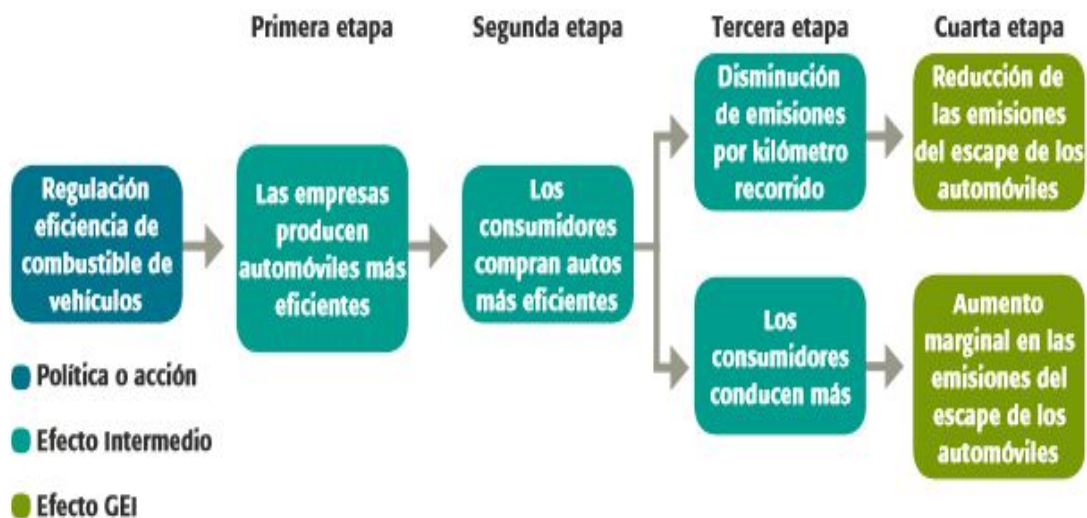 Primera etapa
Segunda etapa
Tercera etapa
Cuarta etapa
Regulación
eficiencia de
combustible de
vehículos
Las empresas
producen
automóviles más
eficientes
Los
consumidores
compran autos
más eficientes
Disminución
de emisiones
por kilómetro
recorrido
Reducción de
las emisiones
del escape de los
automóviles
Los
consumidores
conducen más
Aumento
marginal en las
emisiones del
escape de los
automóviles
Política o acción
Efecto Intermedio
Efecto GEI